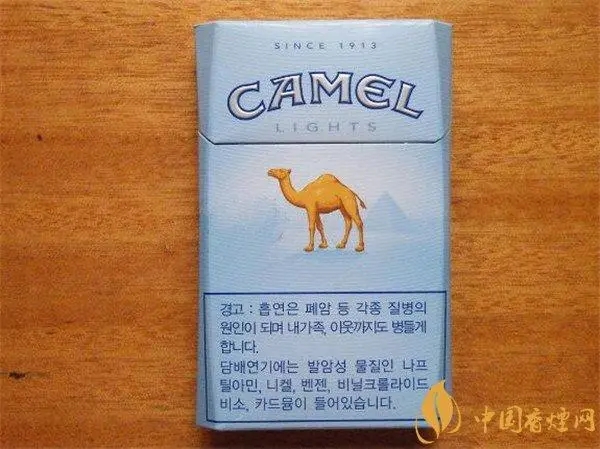 SINCE 1913
CAMEL
LIGHTS
경고 : 흡연은 폐암 등 각종 질병의
원인이 되며 내가족, 이웃까지도 병들게
합니다.
담배연기에는 발암성 물질인 나프
틸아민, 니켈, 벤젠, 비닐크롤라이드
비소, 카드뮴이 들어있습니다.
中国香煙网